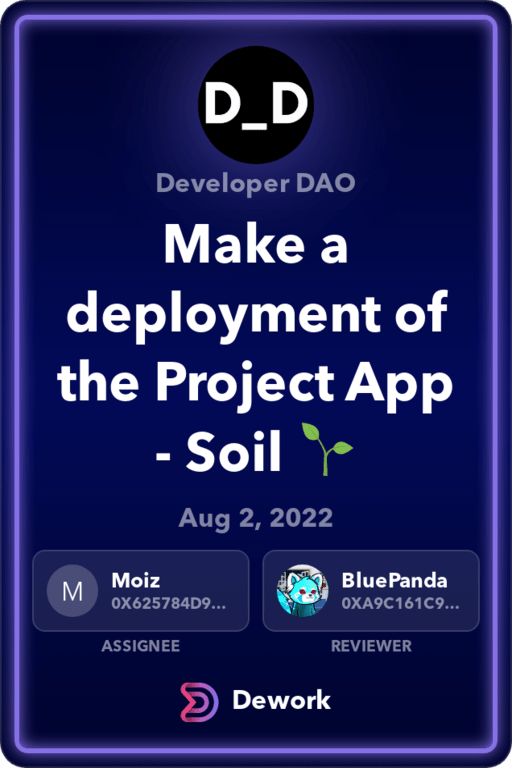 D_D
Developer DAO
Make a
deployment of
the Project App
- Soil 🌱
Aug 2, 2022
M
Moiz
0X625784D9...
BluePanda
0XA9C161C9...
ASSIGNEE
REVIEWER
Dework